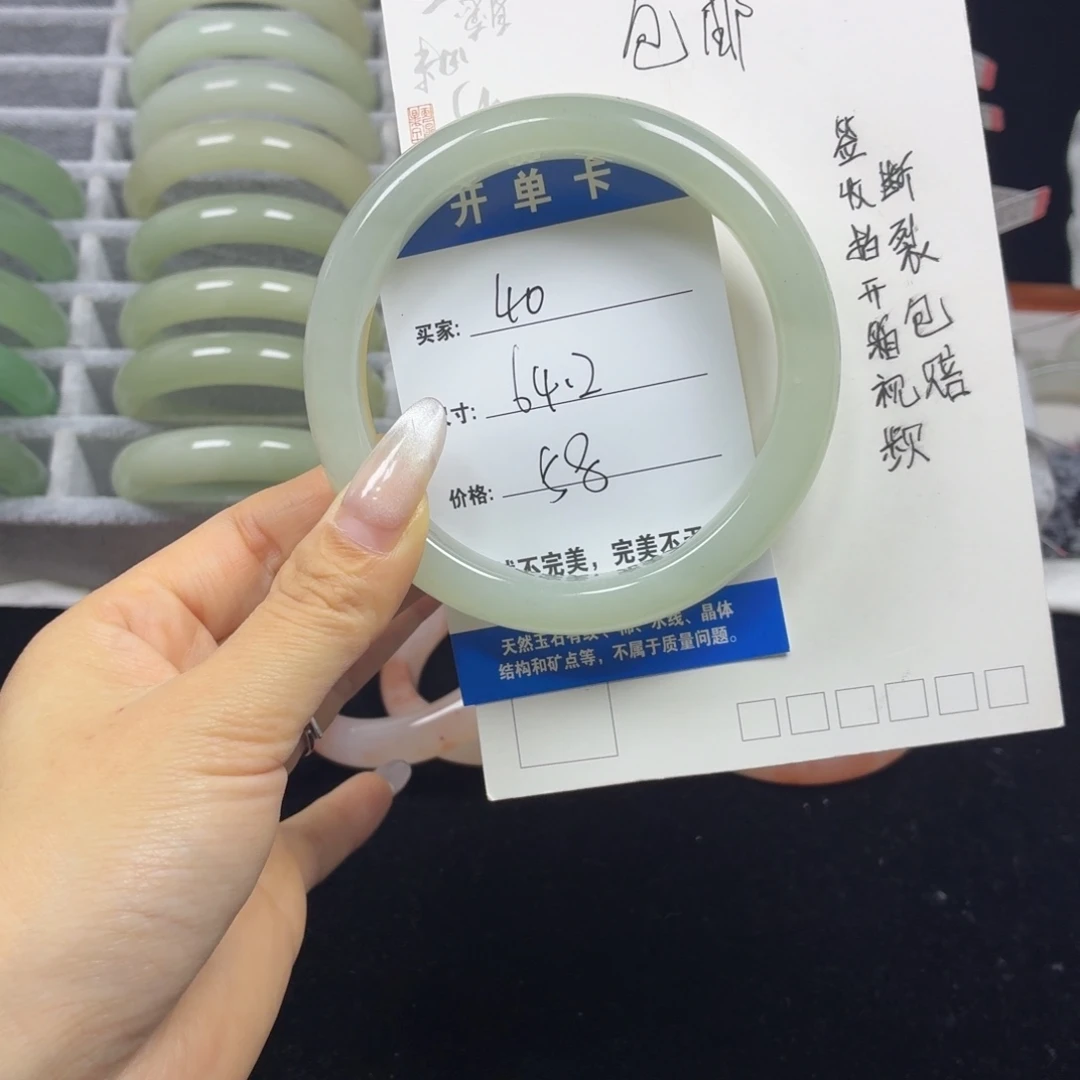 包邮
开单卡
买家: 40
寸: 64.2
价格: 58
不完美，完美不
天然玉石有纹、棉、水线、晶体
结构和矿点等，不属于质量问题。
签收拍开箱视频
断裂包赔